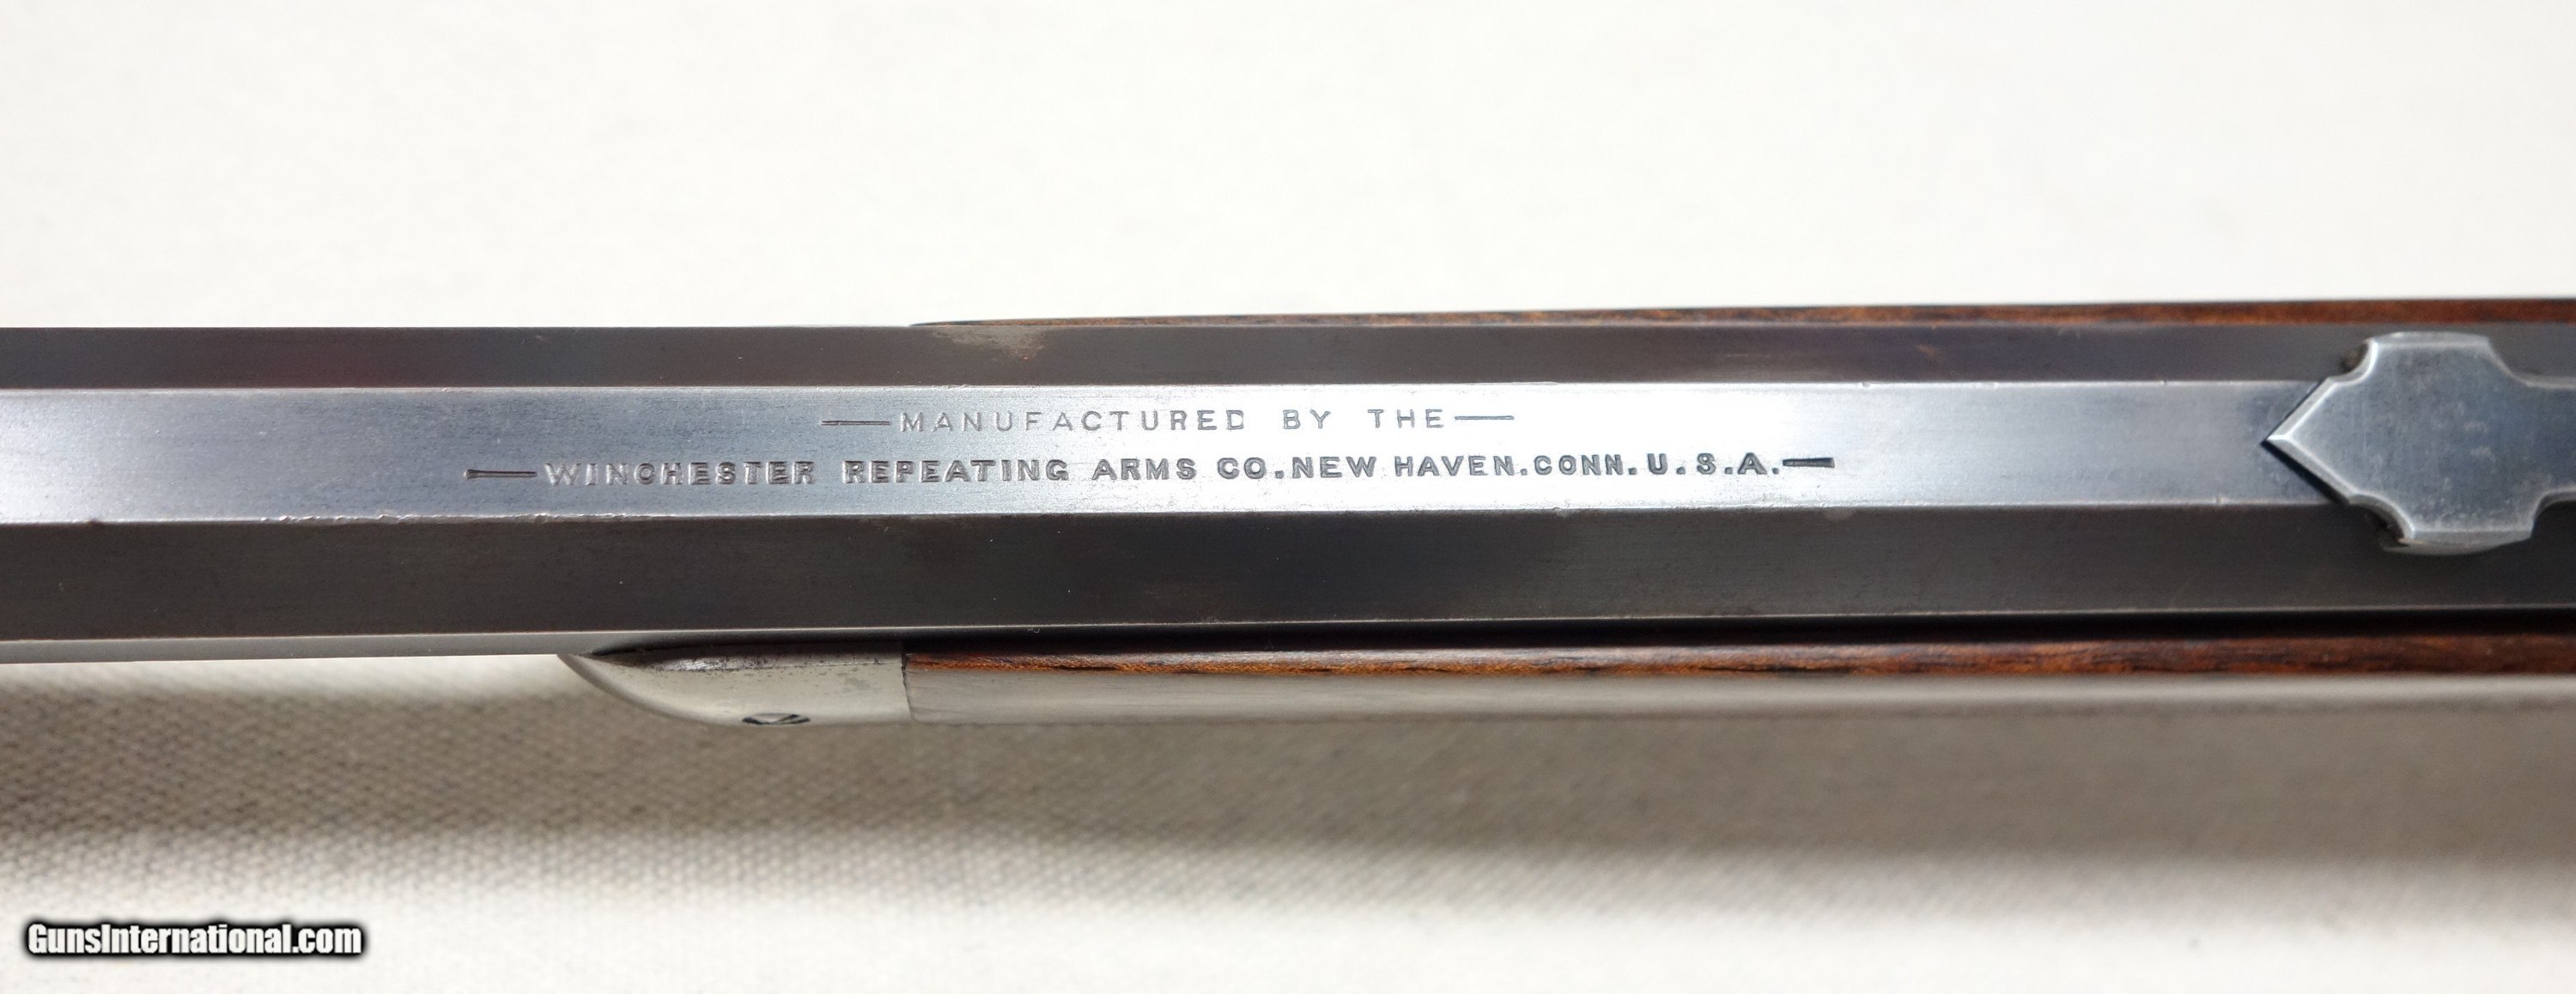 —MANUFACTURED BY THE—
—WINCHESTER REPEATING ARMS CO. NEW HAVEN. CONN. U.S.A.—
GunsInternational.com